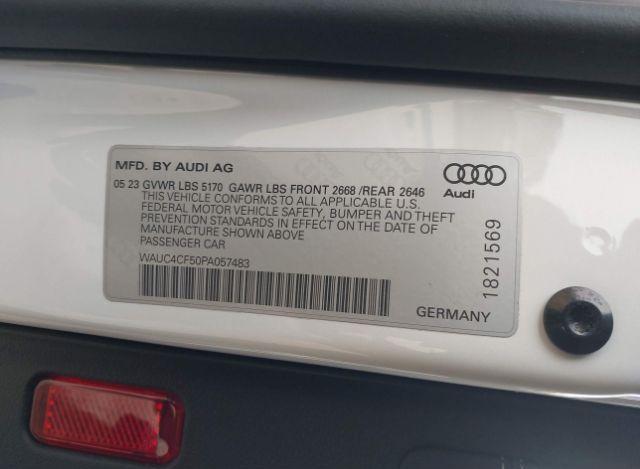 MFD. BY AUDI AG
05 23 GVWR LBS 5170 GAWR LBS FRONT 2668 /REAR 2646
THIS VEHICLE CONFORMS TO ALL APPLICABLE U.S.
FEDERAL MOTOR VEHICLE SAFETY, BUMPER AND THEFT
PREVENTION STANDARDS IN EFFECT ON THE DATE OF
MANUFACTURE SHOWN ABOVE
PASSENGER CAR
WAUC4CF50PA057483
Audi
1821569
GERMANY